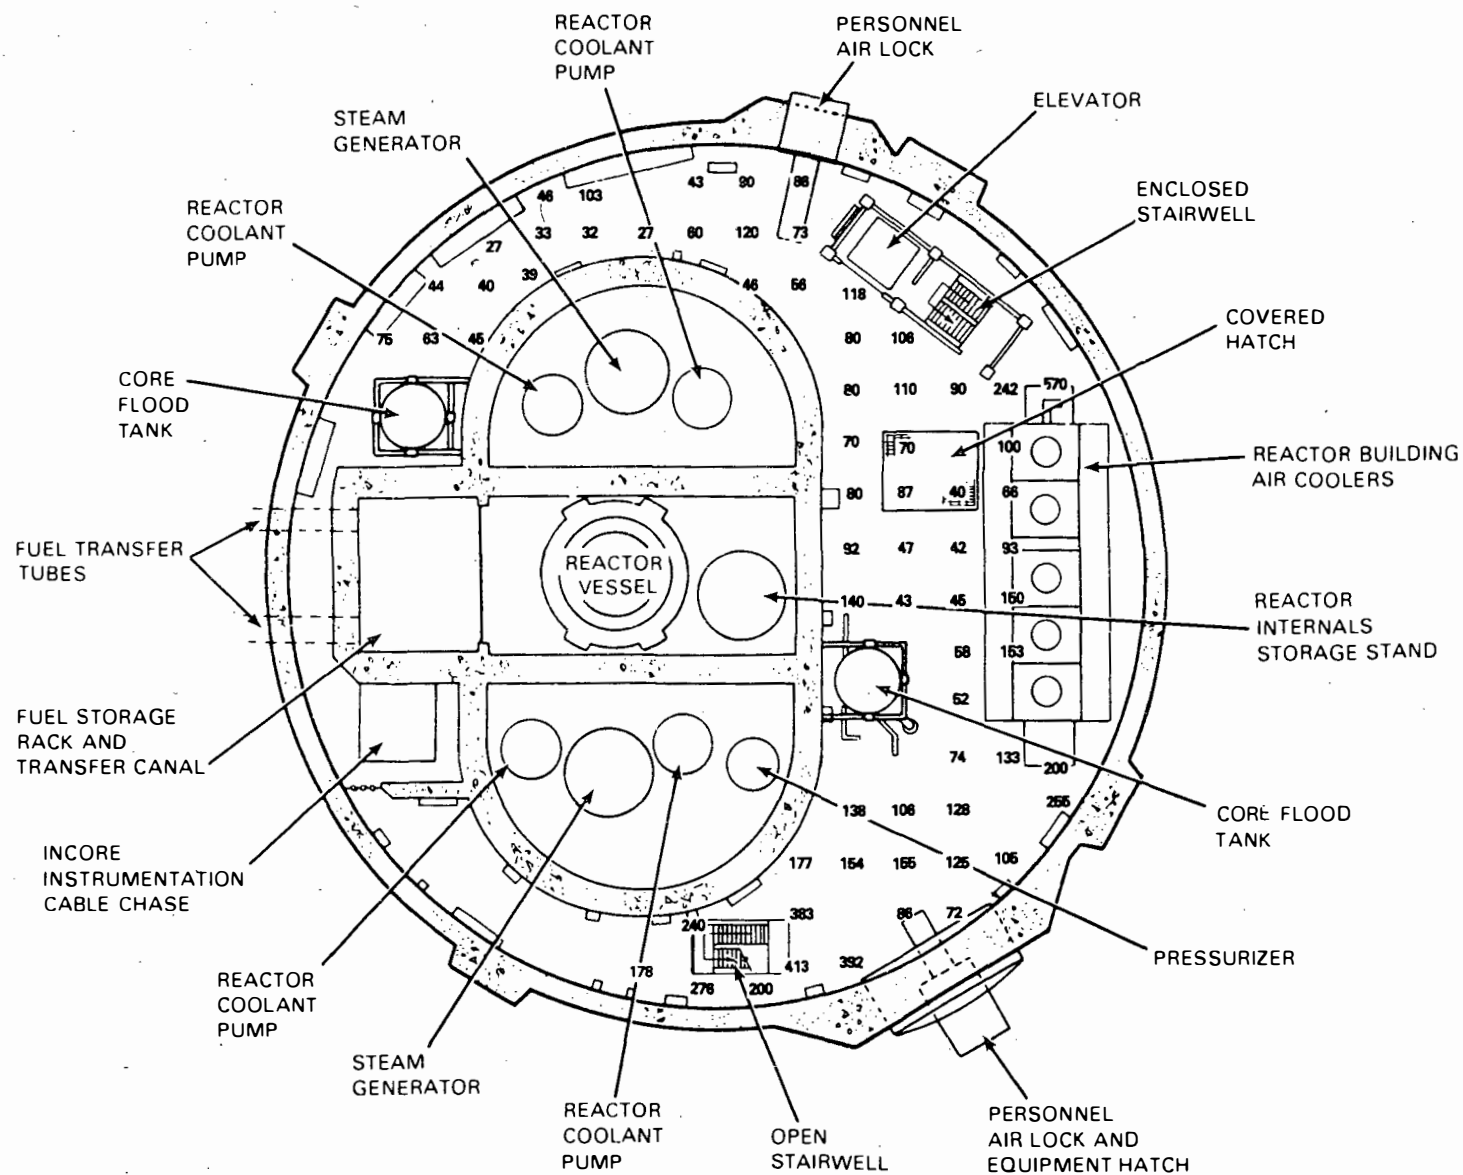 REACTOR
COOLANT
PUMP
PERSONNEL
AIR LOCK
ELEVATOR
STEAM
GENERATOR
ENCLOSED
STAIRWELL
REACTOR
COOLANT
PUMP
COVERED
HATCH
CORE
FLOOD
TANK
REACTOR BUILDING
AIR COOLERS
FUEL TRANSFER
TUBES
REACTOR
VESSEL
REACTOR
INTERNALS
STORAGE STAND
FUEL STORAGE
RACK AND
TRANSFER CANAL
CORE FLOOD
TANK
INCORE
INSTRUMENTATION
CABLE CHASE
PRESSURIZER
REACTOR
COOLANT
PUMP
STEAM
GENERATOR
REACTOR
COOLANT
PUMP
OPEN
STAIRWELL
PERSONNEL
AIR LOCK AND
EQUIPMENT HATCH
46 103 43 90 86
33 32 27 60 120 73
27
44 40 39 46 56 118
75 63 45 80 106
80 110 90 242 570
70 70 100
80 87 40 66
92 47 42 93
140 43 45 150
58 153
52
74 133 200
138 106 128 255
177 154 155 125 105
240 383 86 72
178 413 392
276 200